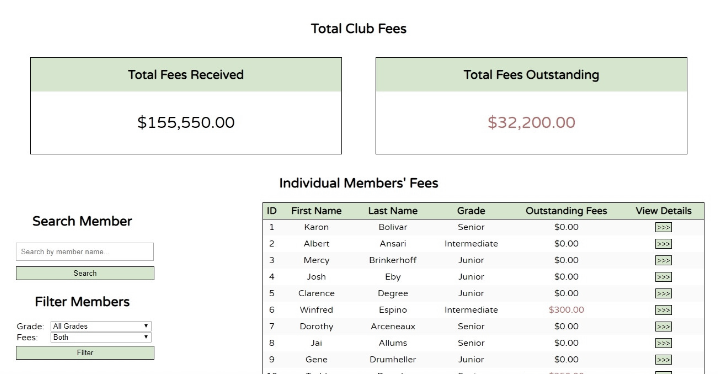 Total Club Fees
Total Fees Received
Total Fees Outstanding
$155,550.00
$32,200.00
Individual Members' Fees
Search Member
Search by member name..
Search
Filter Members
Grade: All Grades
Fees: Both
Filter
ID First Name Last Name Grade Outstanding Fees View Details
1 Karon Bolivar Senior $0.00 >>>
2 Albert Ansari Intermediate $0.00 >>>
3 Mercy Brinkerhoff Junior $0.00 >>>
4 Josh Eby Junior $0.00 >>>
5 Clarence Degree Junior $0.00 >>>
6 Winfred Espino Intermediate $300.00 >>>
7 Dorothy Arceneaux Senior $0.00 >>>
8 Jai Allums Senior $0.00 >>>
9 Gene Drumheller Junior $0.00 >>>